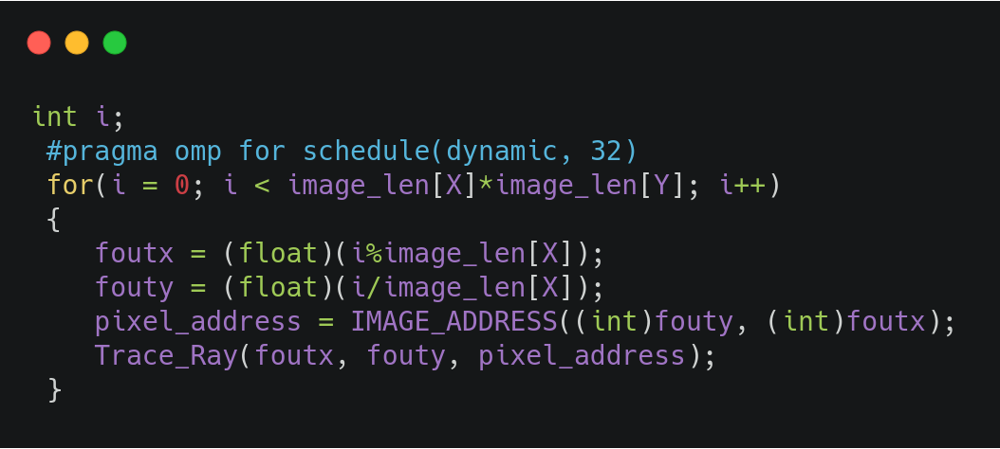 int i;
#pragma omp for schedule(dynamic, 32)
for(i = 0; i < image_len[X]*image_len[Y]; i++)
{
foutx = (float)(i%image_len[X]);
fouty = (float)(i/image_len[X]);
pixel_address = IMAGE_ADDRESS((int)fouty, (int)foutx);
Trace_Ray(foutx, fouty, pixel_address);
}